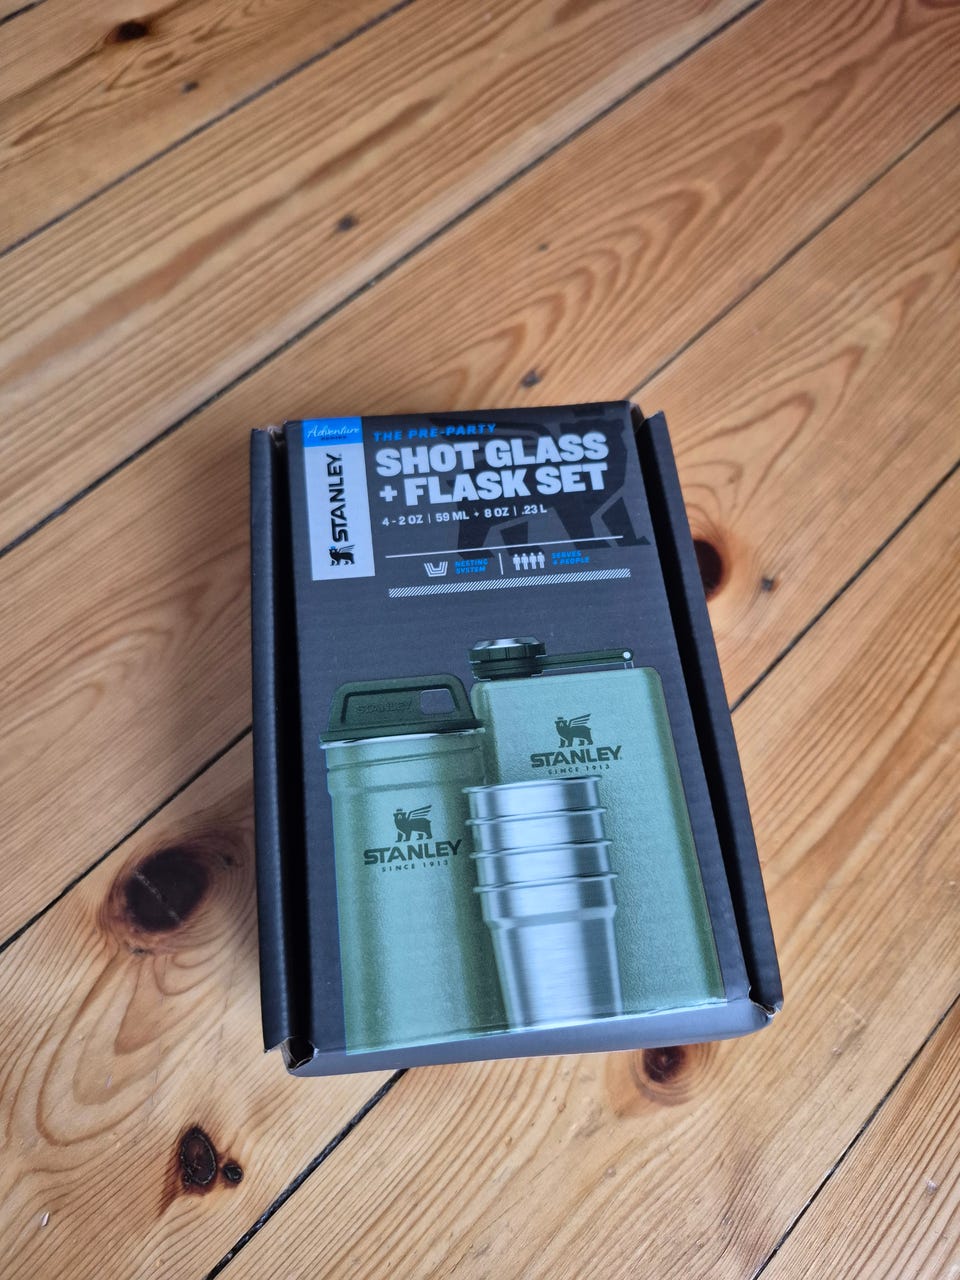 Adventure
SERIES
STANLEY
THE PRE-PARTY
SHOT GLASS
+ FLASK SET
4 - 2 OZ | 59 ML + 8 OZ | .23 L
NESTING
SYSTEM
SERVES
4 PEOPLE
STANLEY
STANLEY
SINCE 1913
STANLEY
SINCE 1913